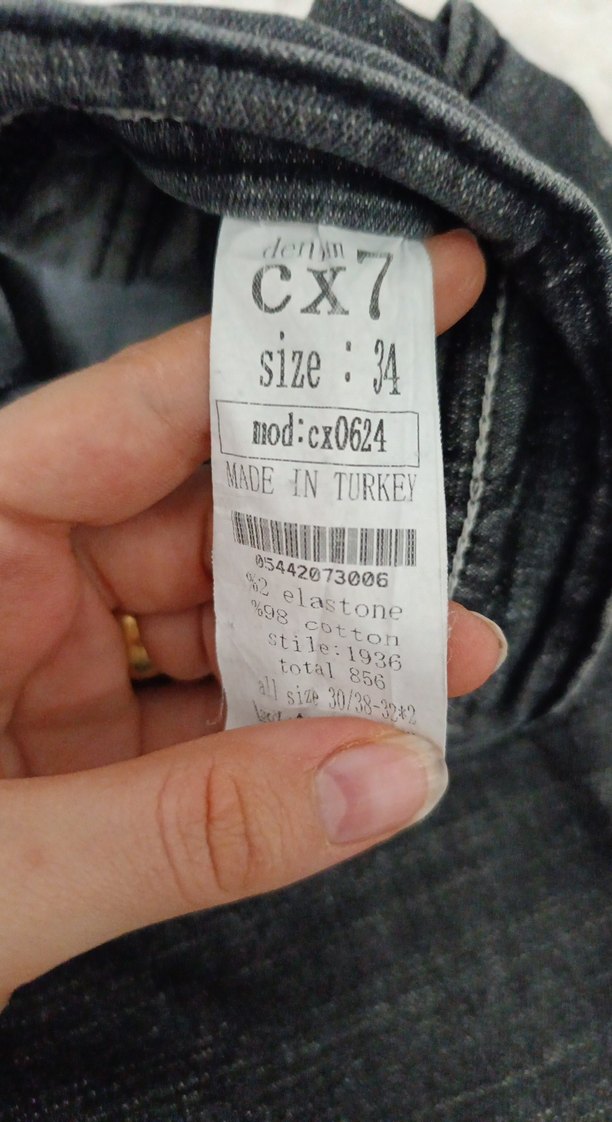 denim
cx7
size : 34
mod:cx0624
MADE IN TURKEY
05442073006
%2 elastone
%98 cotton
stile:1936
total 856
all size 30/38-32*2